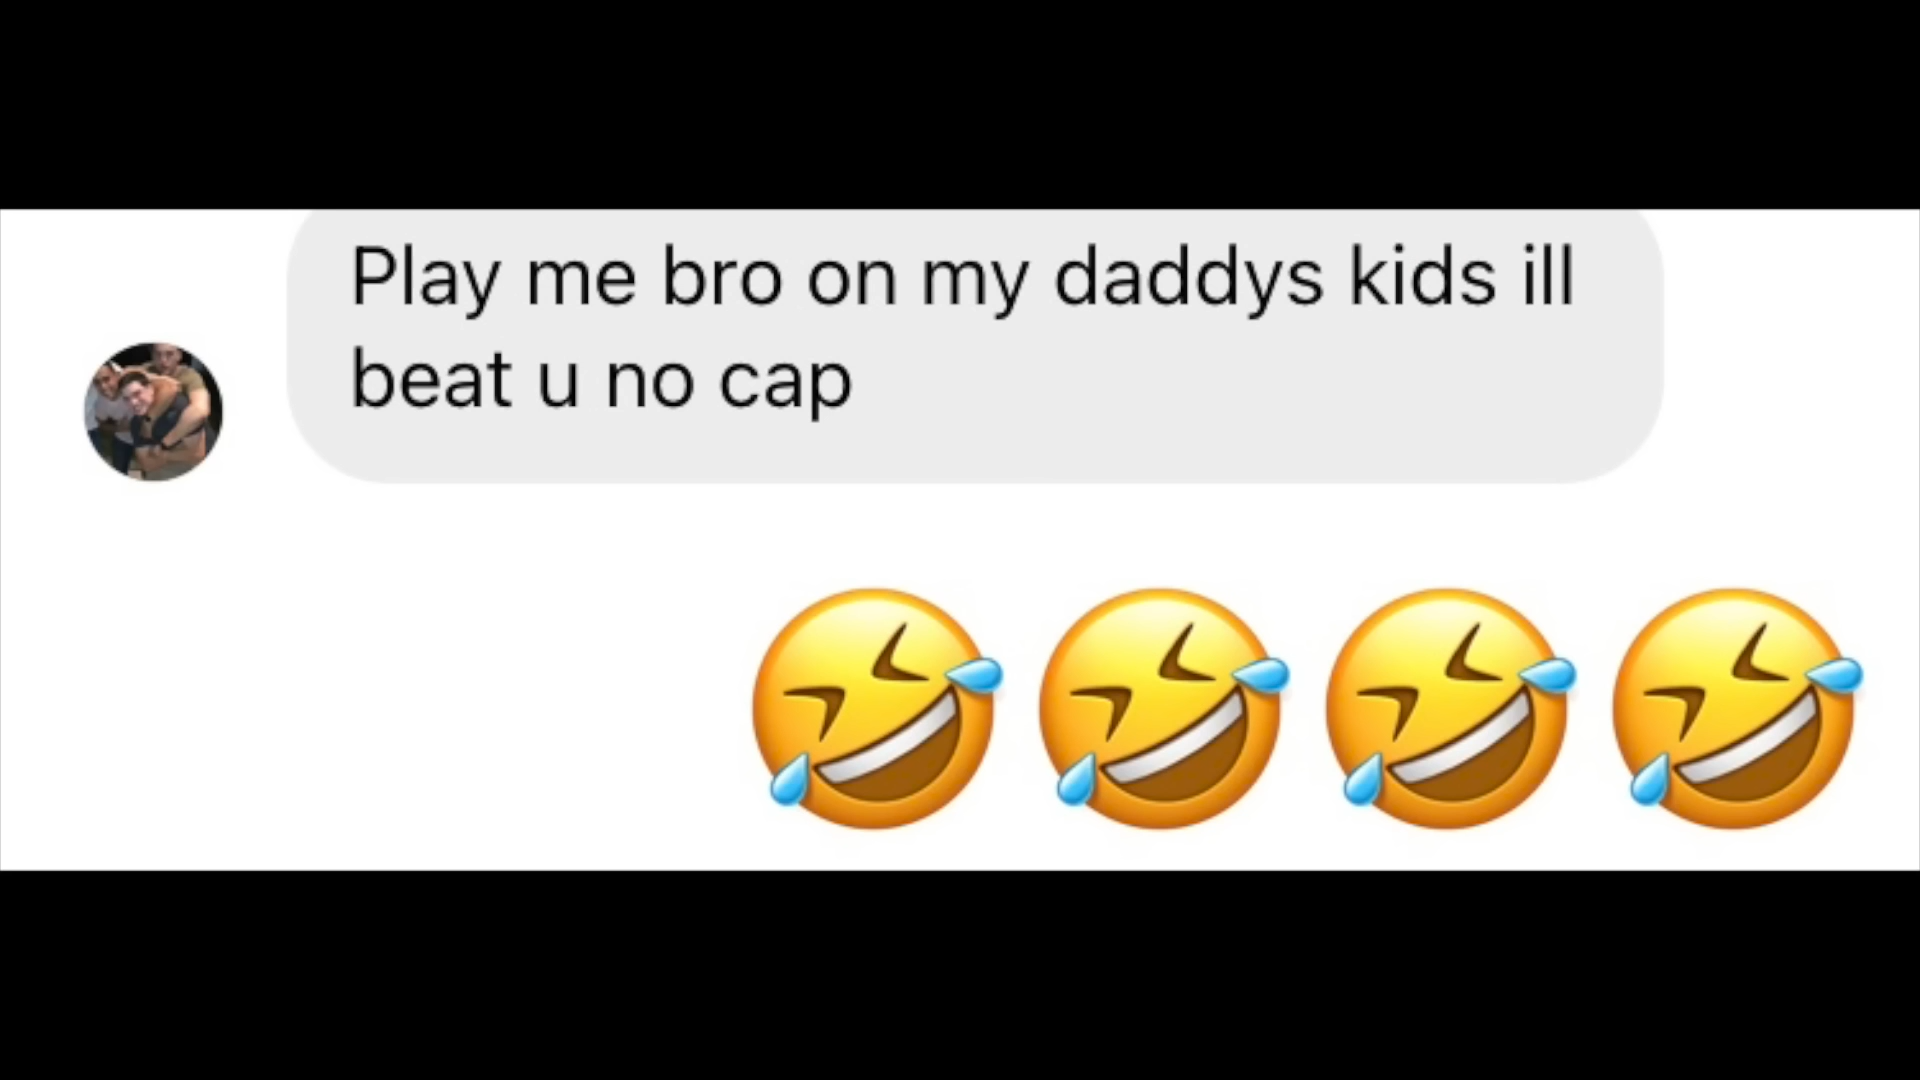 Play me bro on my daddys kids ill
beat u no cap
🤣🤣🤣🤣